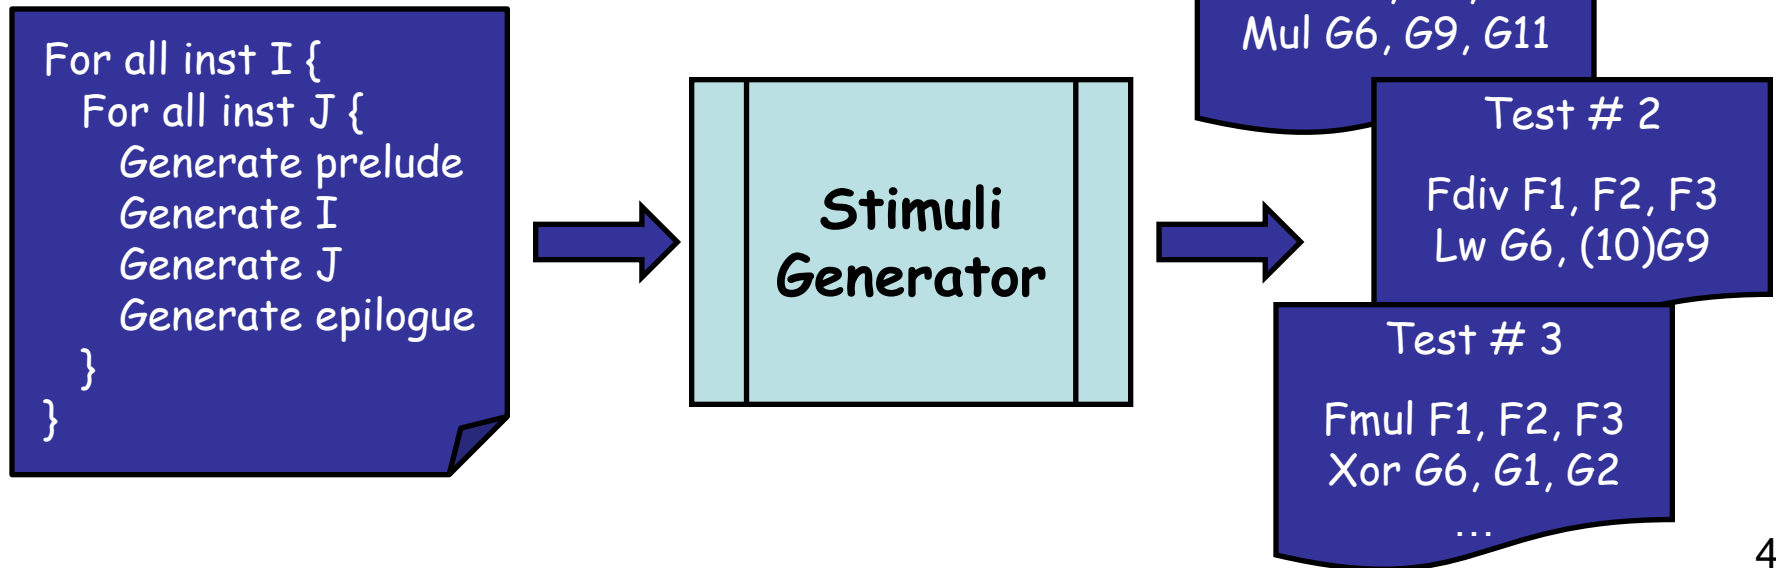 For all inst I {
For all inst J {
Generate prelude
Generate I
Generate J
Generate epilogue
}
}
Stimuli
Generator
Mul G6, G9, G11
Test # 2
Fdiv F1, F2, F3
Lw G6, (10)G9
Test # 3
Fmul F1, F2, F3
Xor G6, G1, G2
...
4